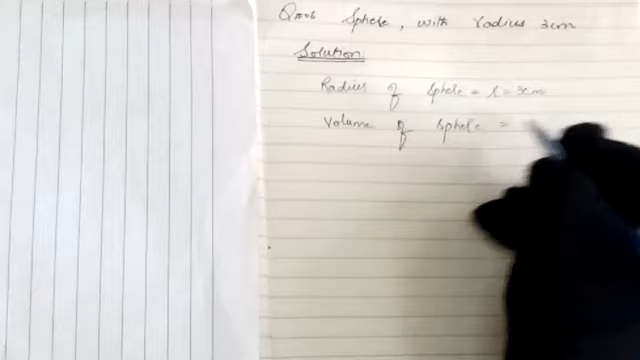 Sphere, with radius 3cm
Solution
Radius of Sphere = r = 3cm
Volume of Sphere =